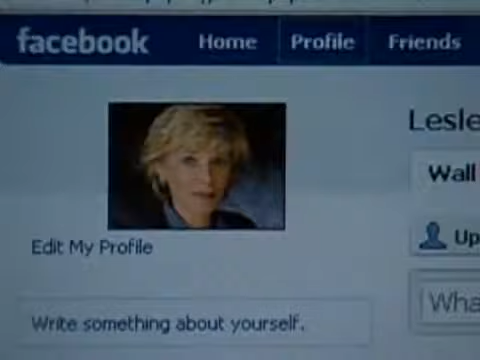 facebook Home Profile Friends
Lesle
Wall
Edit My Profile
Up
Wha
Write something about yourself.